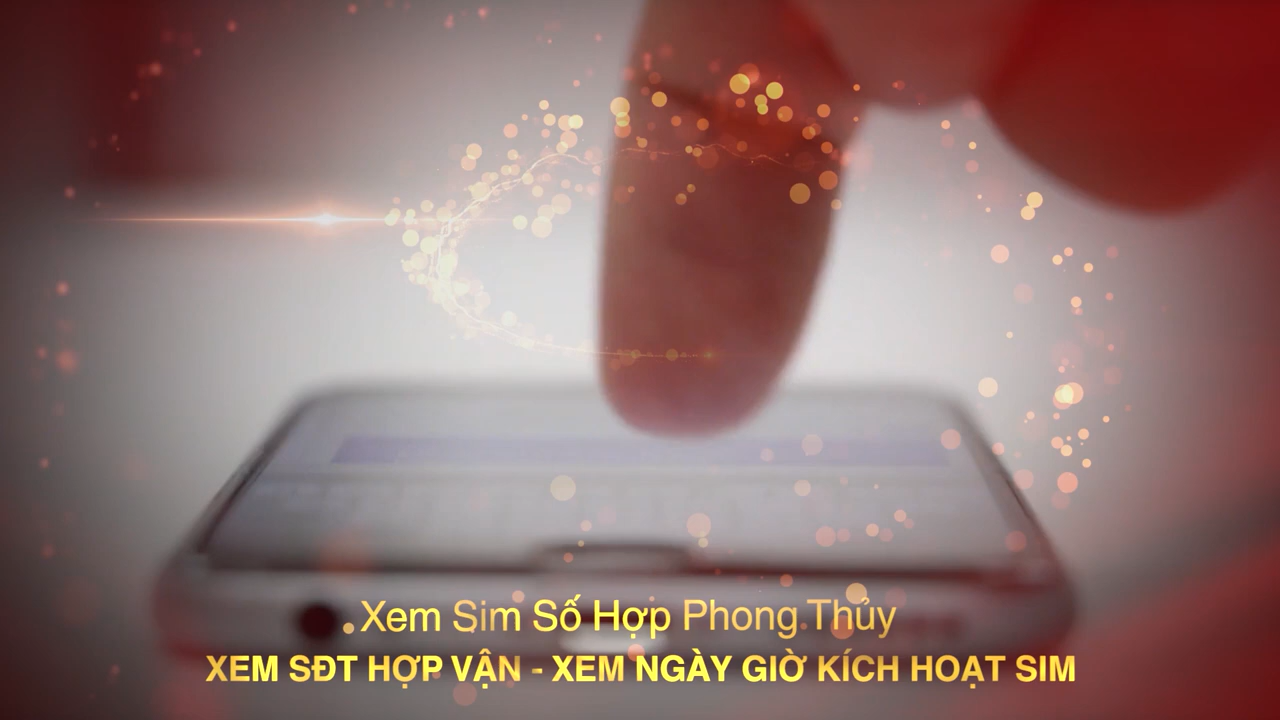 Xem Sim Số Hợp Phong Thủy
XEM SĐT HỢP VẬN - XEM NGÀY GIỜ KÍCH HOẠT SIM